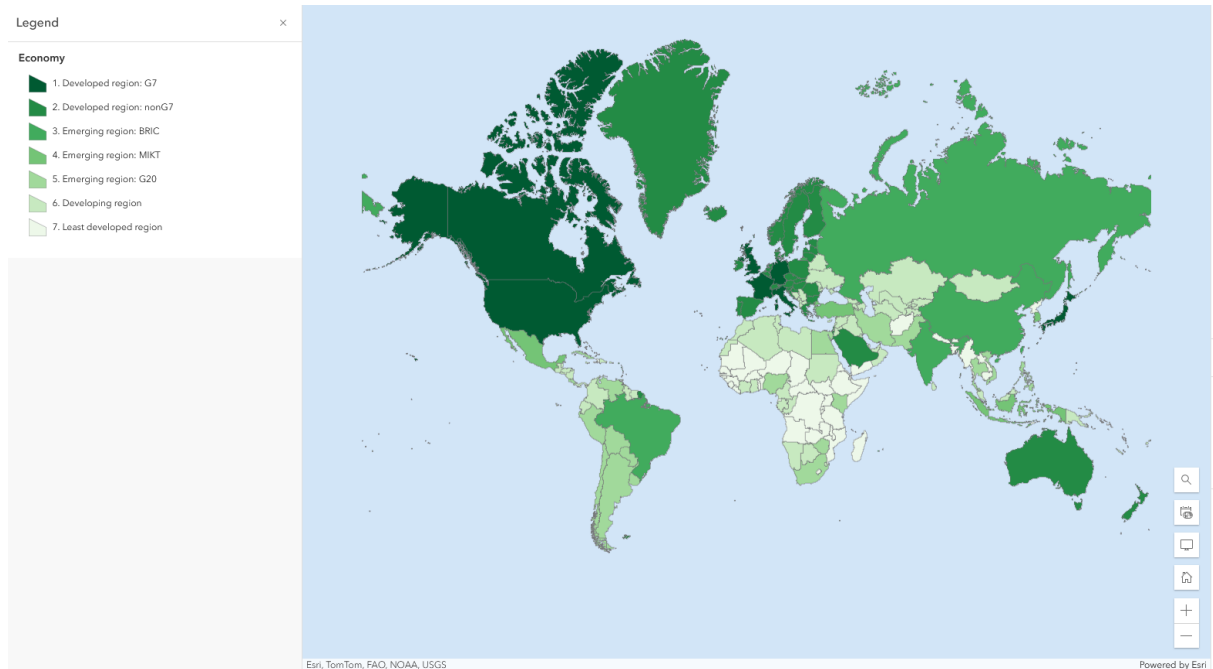 Legend
Economy
1. Developed region: G7
2. Developed region: nonG7
3. Emerging region: BRIC
4. Emerging region: MIKT
5. Emerging region: G20
6. Developing region
7. Least developed region
Esri, TomTom, FAO, NOAA, USGS
Powered by Esri